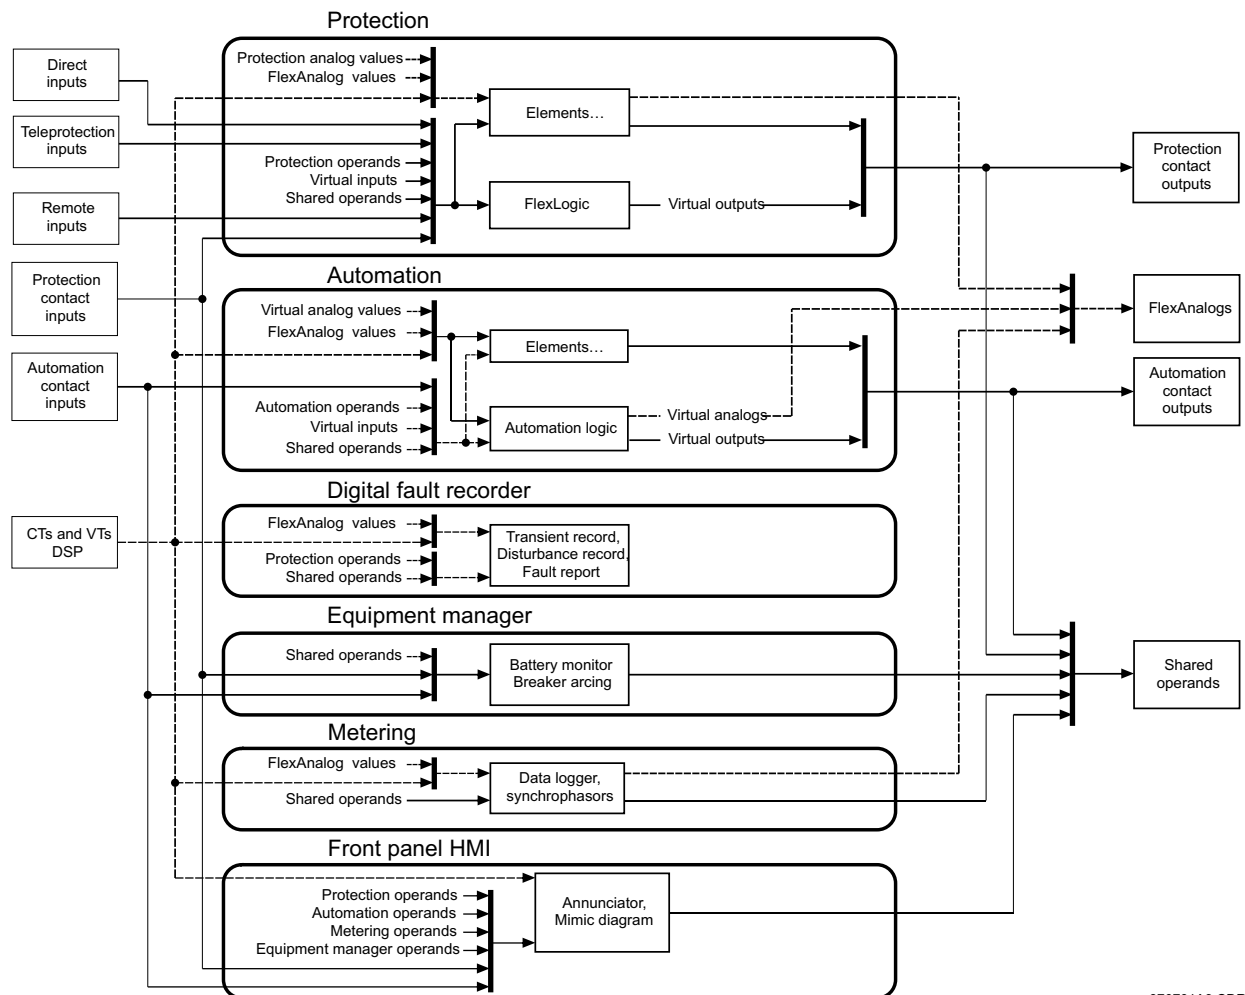 Protection
Direct
inputs
Teleprotection
inputs
Remote
inputs
Protection
contact
inputs
Automation
contact
inputs
CTs and VTs
DSP
Protection analog values
FlexAnalog values
Protection operands
Virtual inputs
Shared operands
Elements…
FlexLogic
Virtual outputs
Automation
Virtual analog values
FlexAnalog values
Automation operands
Virtual inputs
Shared operands
Elements…
Automation logic
Virtual analogs
Virtual outputs
Digital fault recorder
FlexAnalog values
Protection operands
Shared operands
Transient record,
Disturbance record,
Fault report
Equipment manager
Shared operands
Battery monitor
Breaker arcing
Metering
FlexAnalog values
Shared operands
Data logger,
synchrophasors
Front panel HMI
Protection operands
Automation operands
Metering operands
Equipment manager operands
Annunciator,
Mimic diagram
Protection
contact
outputs
FlexAnalogs
Automation
contact
outputs
Shared
operands